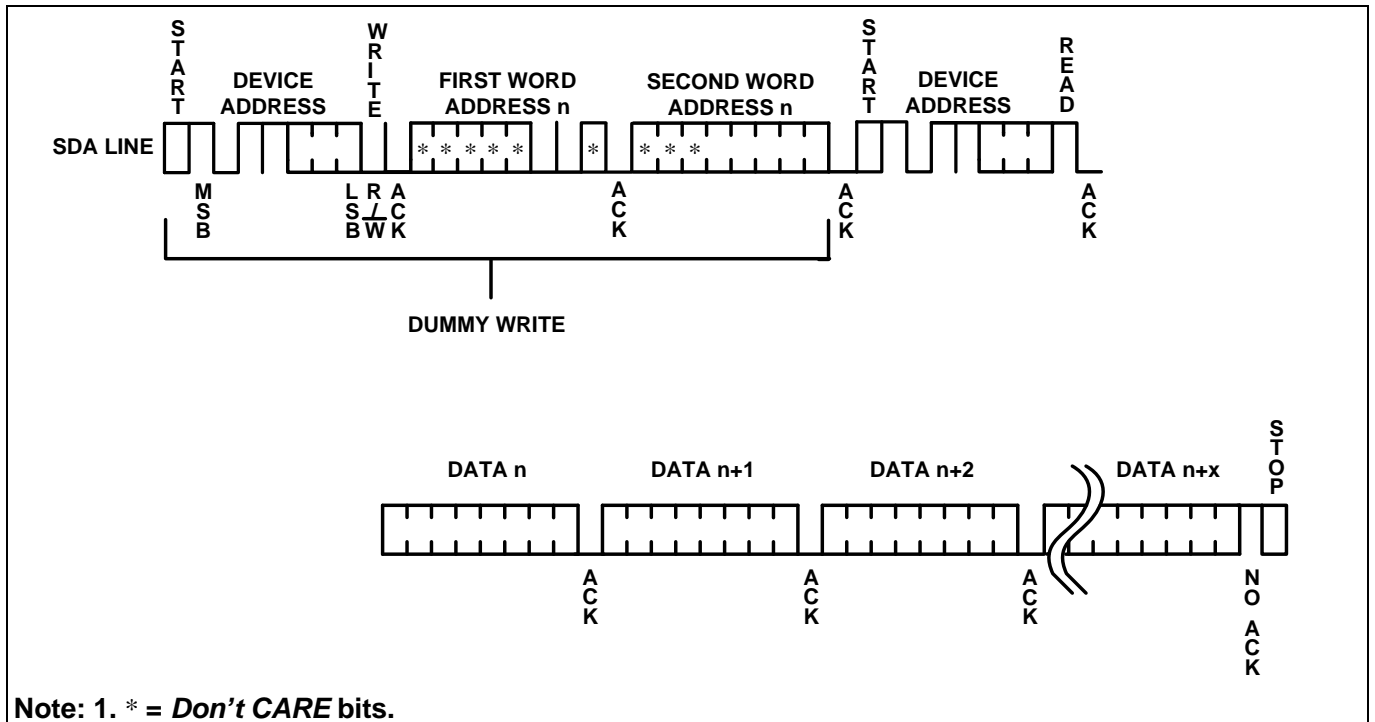 START
WRITE
START
READ
DEVICE
ADDRESS
FIRST WORD
ADDRESS n
SECOND WORD
ADDRESS n
DEVICE
ADDRESS
SDA LINE
* * * * *
*
* * *
MSB
LSB
R/W
ACK
ACK
ACK
ACK
DUMMY WRITE
STOP
DATA n
DATA n+1
DATA n+2
DATA n+x
ACK
ACK
ACK
NO ACK
Note: 1. * = Don't CARE bits.